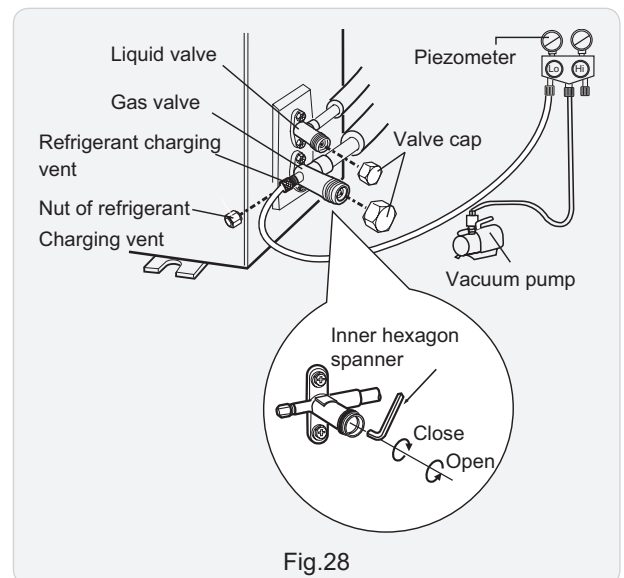 Liquid valve
Gas valve
Refrigerant charging
vent
Nut of refrigerant
Charging vent
Piezometer
Lo
Hi
Valve cap
Vacuum pump
Inner hexagon
spanner
Close
Open
Fig.28